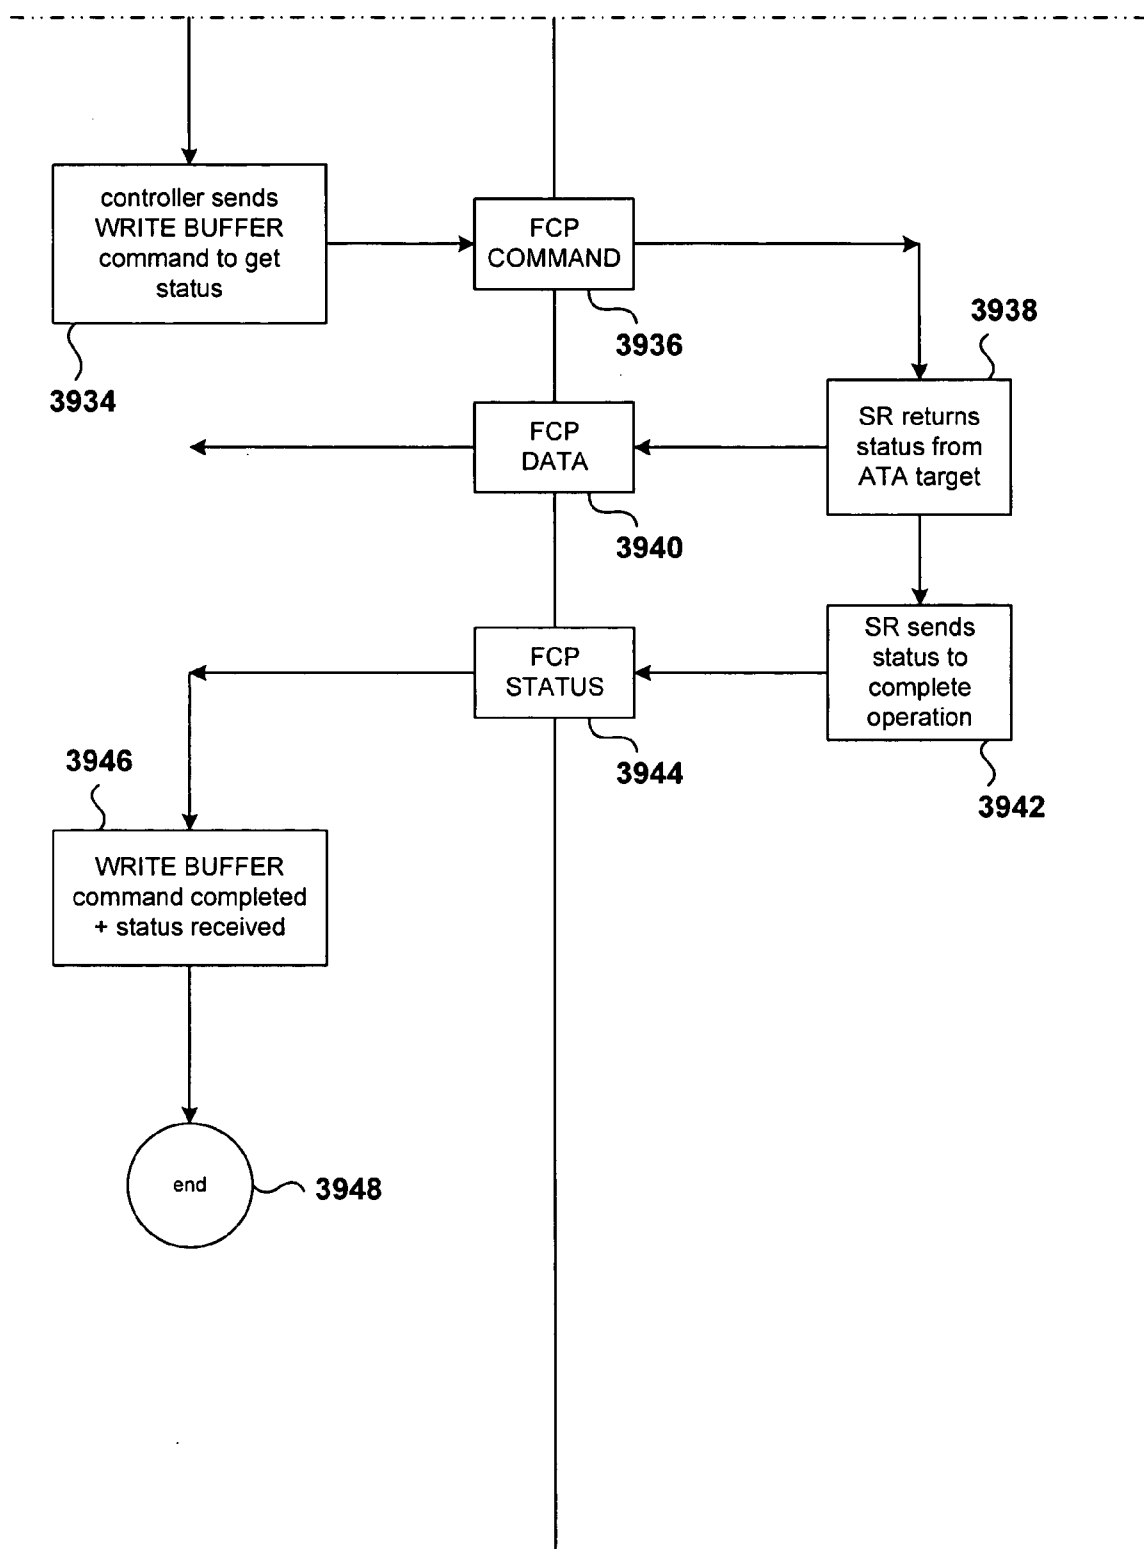 controller sends
WRITE BUFFER
command to get
status
3934
FCP
COMMAND
3936
3938
SR returns
status from
ATA target
FCP
DATA
3940
SR sends
status to
complete
operation
3942
FCP
STATUS
3944
3946
WRITE BUFFER
command completed
+ status received
end
3948